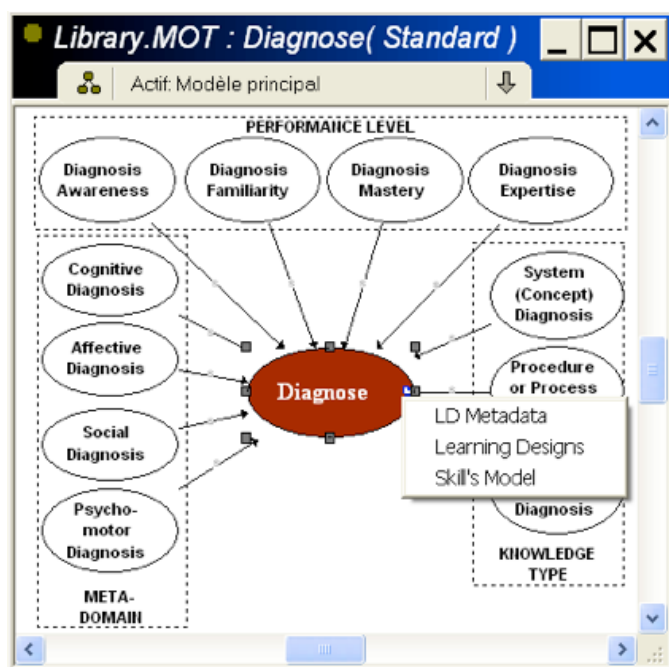 Library.MOT : Diagnose( Standard )
Actif: Modèle principal
PERFORMANCE LEVEL
Diagnosis
Awareness
Diagnosis
Familiarity
Diagnosis
Mastery
Diagnosis
Expertise
Cognitive
Diagnosis
Affective
Diagnosis
Social
Diagnosis
Psycho-
motor
Diagnosis
META-
DOMAIN
Diagnose
System
(Concept)
Diagnosis
Procedure
or Process
LD Metadata
Learning Designs
Skill's Model
Diagnosis
KNOWLEDGE
TYPE